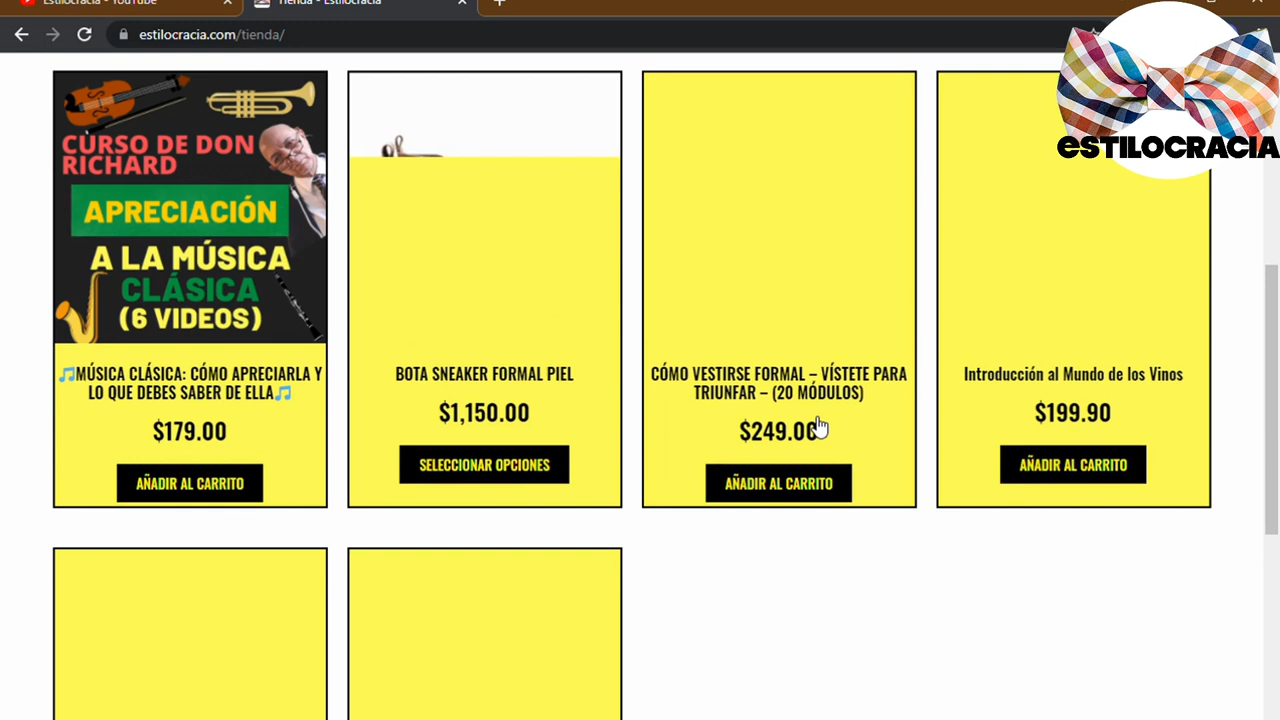 Estilocracia - YouTube
Tienda - Estilocracia
estilocracia.com/tienda/
ESTILOCRACIA
CURSO DE DON
RICHARD
APRECIACIÓN
A LA MÚSICA
CLÁSICA
(6 VIDEOS)
🎵MÚSICA CLÁSICA: CÓMO APRECIARLA Y
LO QUE DEBES SABER DE ELLA🎵
$179.00
AÑADIR AL CARRITO
BOTA SNEAKER FORMAL PIEL
$1,150.00
SELECCIONAR OPCIONES
CÓMO VESTIRSE FORMAL – VÍSTETE PARA
TRIUNFAR – (20 MÓDULOS)
$249.00
AÑADIR AL CARRITO
Introducción al Mundo de los Vinos
$199.90
AÑADIR AL CARRITO